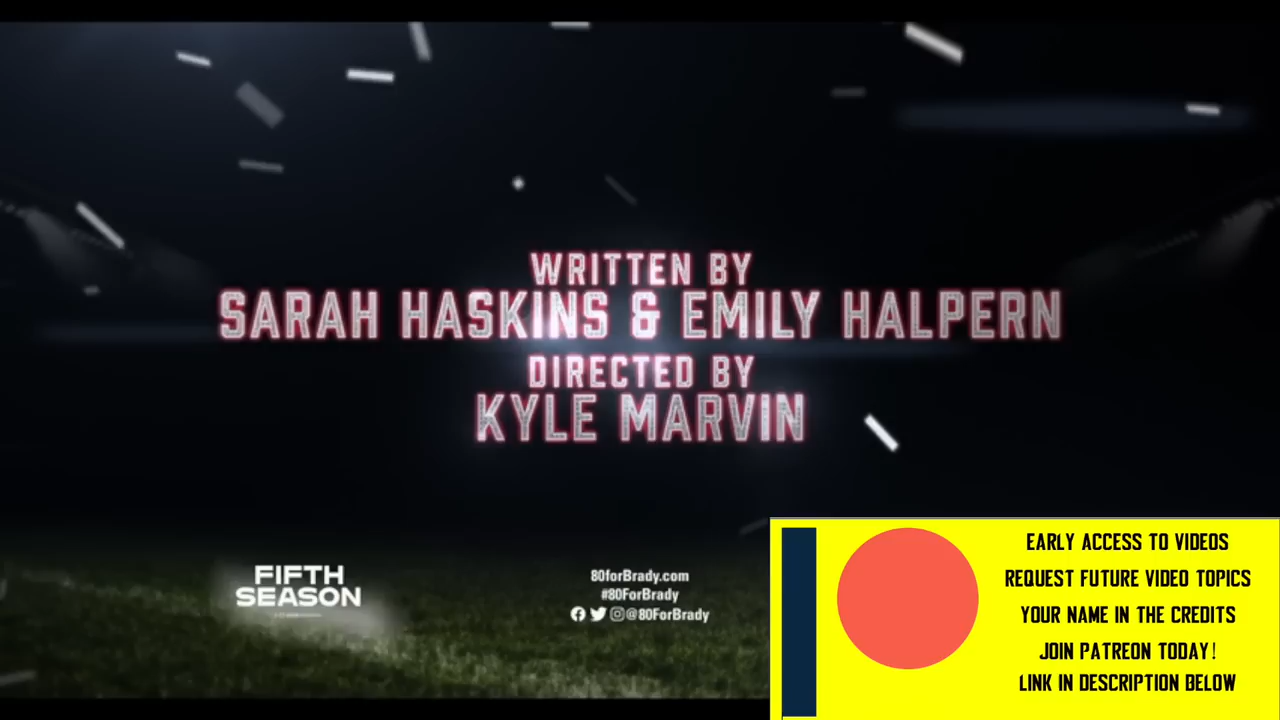 WRITTEN BY
SARAH HASKINS & EMILY HALPERN
DIRECTED BY
KYLE MARVIN
FIFTH
SEASON
80forBrady.com
#80ForBrady
@80ForBrady
EARLY ACCESS TO VIDEOS
REQUEST FUTURE VIDEO TOPICS
YOUR NAME IN THE CREDITS
JOIN PATREON TODAY!
LINK IN DESCRIPTION BELOW